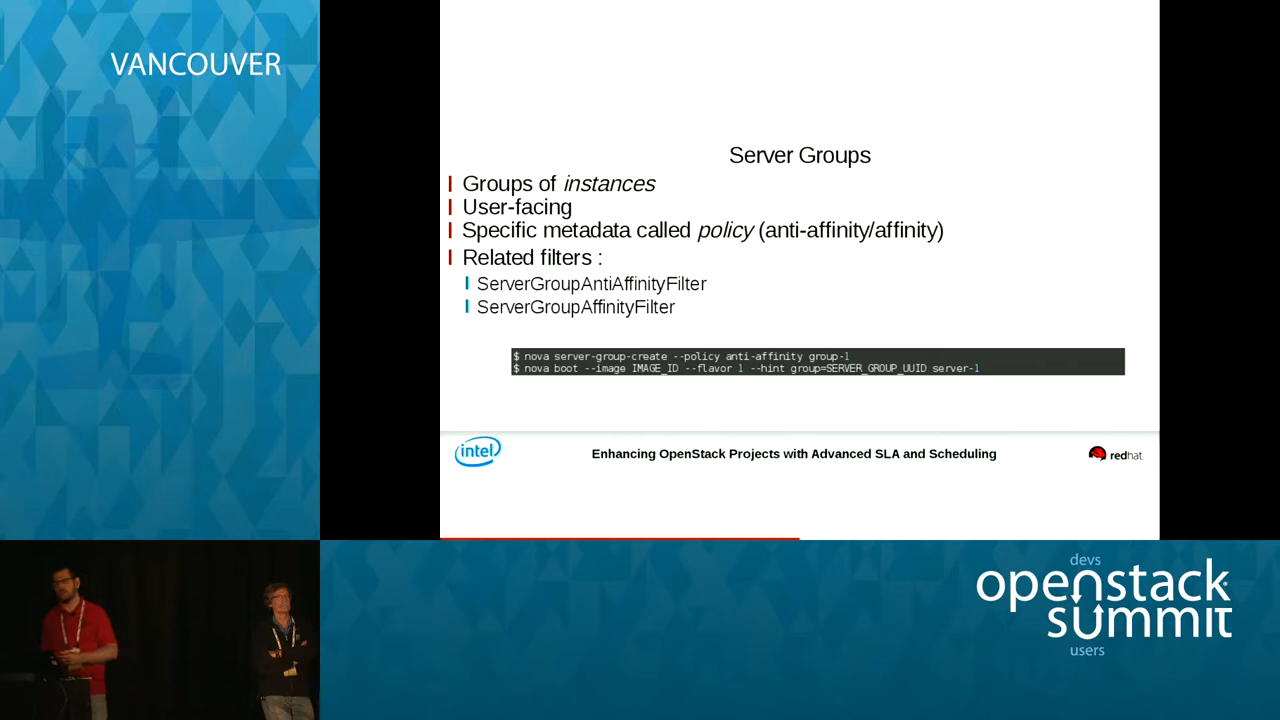 VANCOUVER
Server Groups
Groups of instances
User-facing
Specific metadata called policy (anti-affinity/affinity)
Related filters :
ServerGroupAntiAffinityFilter
ServerGroupAffinityFilter
$ nova server-group-create --policy anti-affinity group-1
$ nova boot --image IMAGE_ID --flavor 1 --hint group=SERVER_GROUP_UUID server-1
intel
Enhancing OpenStack Projects with Advanced SLA and Scheduling
redhat
devs
openstack
summit
users